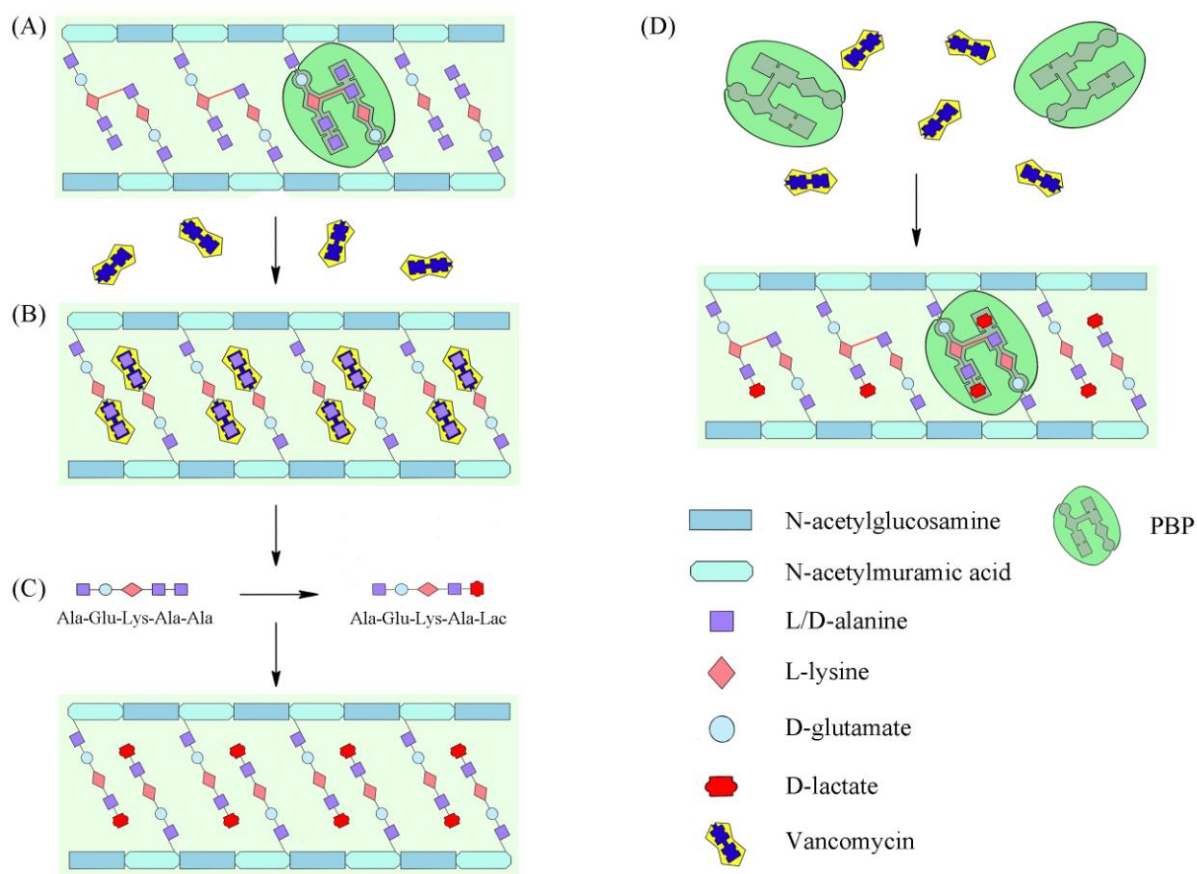 (A)
(B)
(C)
Ala-Glu-Lys-Ala-Ala
Ala-Glu-Lys-Ala-Lac
(D)
N-acetylglucosamine
PBP
N-acetylmuramic acid
L/D-alanine
L-lysine
D-glutamate
D-lactate
Vancomycin